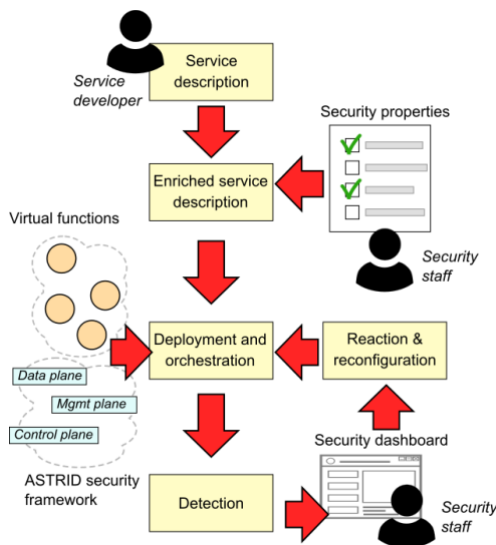 Service
description
Service
developer
Security properties
Enriched service
description
Security
staff
Virtual functions
Deployment and
orchestration
Reaction &
reconfiguration
Data plane
Mgmt plane
Control plane
ASTRID security
framework
Detection
Security dashboard
Security
staff